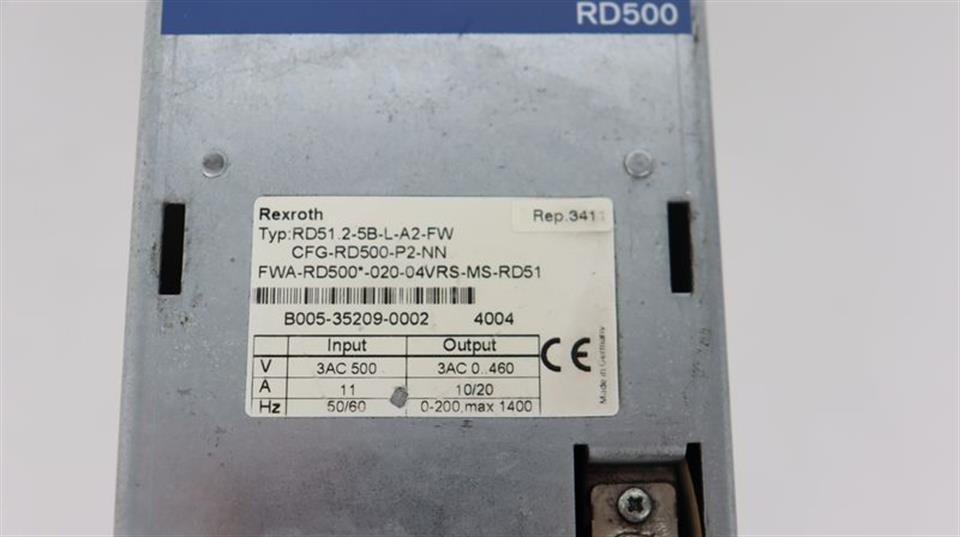 RD500
Rexroth
Rep.341
Typ:RD51.2-5B-L-A2-FW
CFG-RD500-P2-NN
FWA-RD500*-020-04VRS-MS-RD51
B005-35209-0002 4004
Input Output
V 3AC 500 3AC 0..460
A 11 10/20
Hz 50/60 0-200,max 1400
CE
Made in Germany